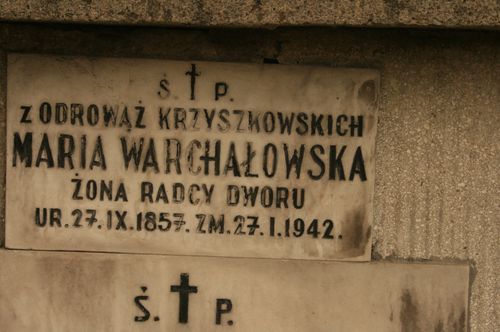 Ś. † P.
Z ODROWĄŻ KRZYSZKOWSKICH
MARIA WARCHAŁOWSKA
ŻONA RADCY DWORU
UR. 27. IX. 1857. ZM. 27. I. 1942.
Ś. † P.